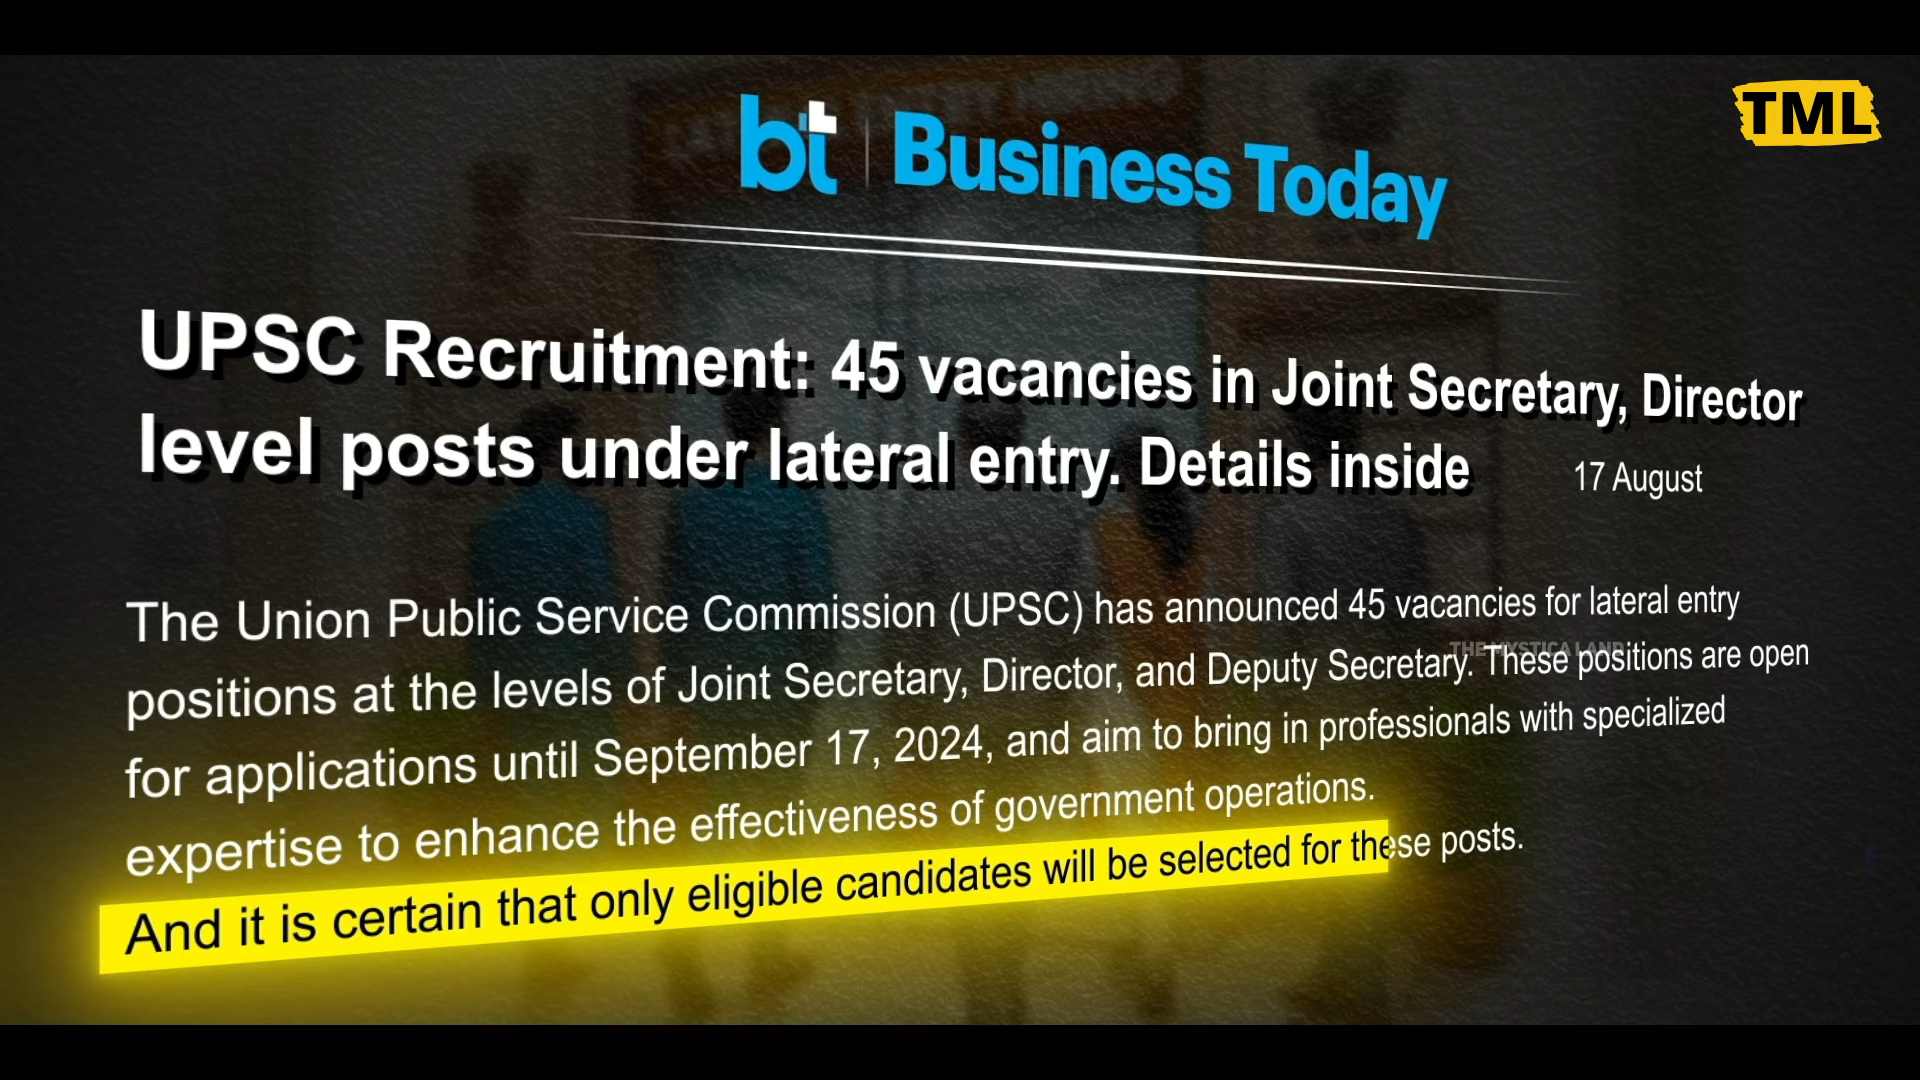 TML
bt | Business Today
UPSC Recruitment: 45 vacancies in Joint Secretary, Director
level posts under lateral entry. Details inside
17 August
The Union Public Service Commission (UPSC) has announced 45 vacancies for lateral entry
positions at the levels of Joint Secretary, Director, and Deputy Secretary. These positions are open
THE MYSTICA LAND
for applications until September 17, 2024, and aim to bring in professionals with specialized
expertise to enhance the effectiveness of government operations.
And it is certain that only eligible candidates will be selected for these posts.